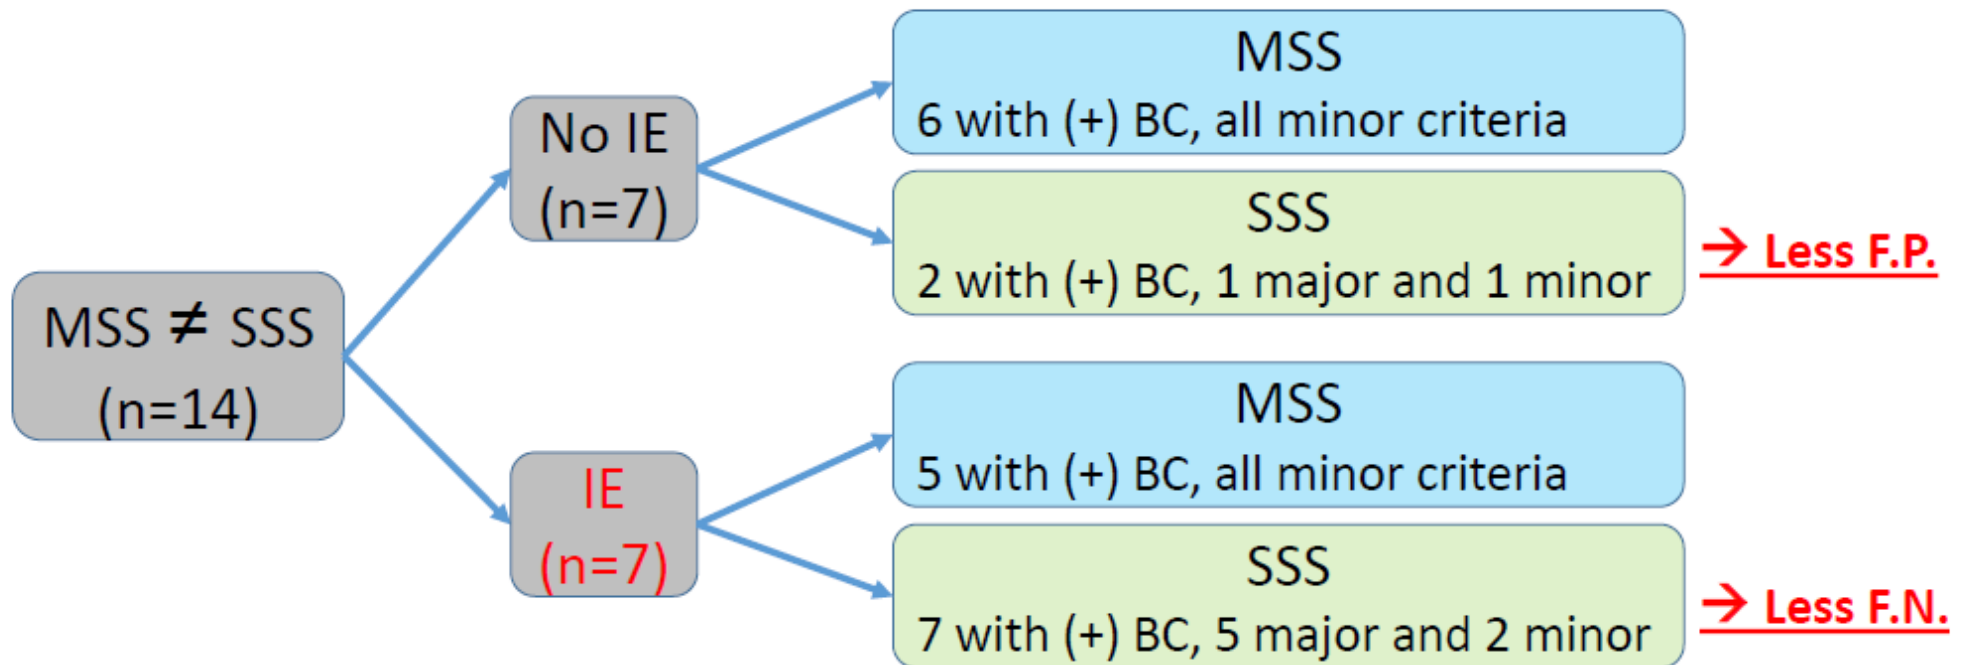 MSS ≠ SSS
(n=14)
No IE
(n=7)
MSS
6 with (+) BC, all minor criteria
SSS
2 with (+) BC, 1 major and 1 minor
→ Less F.P.
IE
(n=7)
MSS
5 with (+) BC, all minor criteria
SSS
7 with (+) BC, 5 major and 2 minor
→ Less F.N.